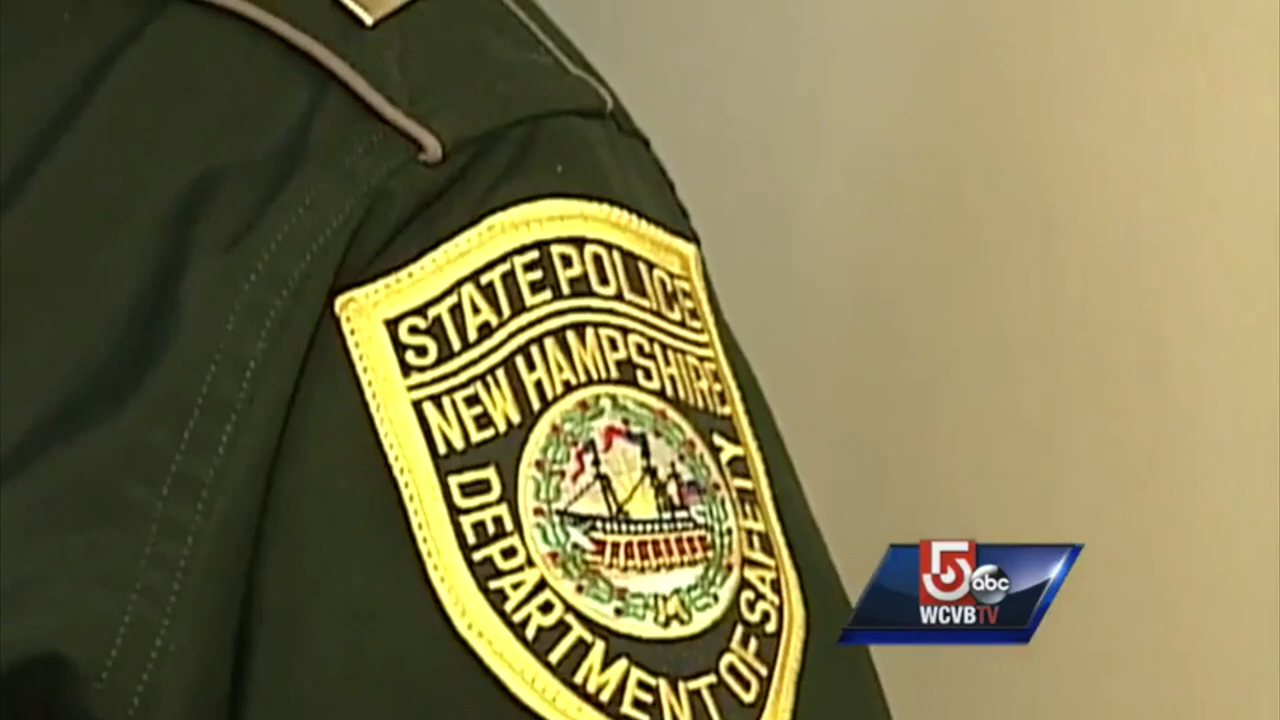 STATE POLICE
NEW HAMPSHIRE
DEPARTMENT OF SAFETY
5 abc
WCVB TV